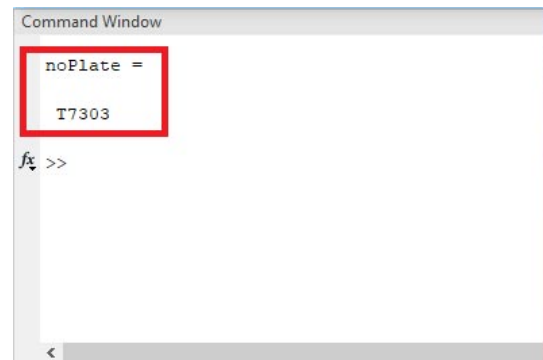 Command Window
noPlate =
T7303
fx >>